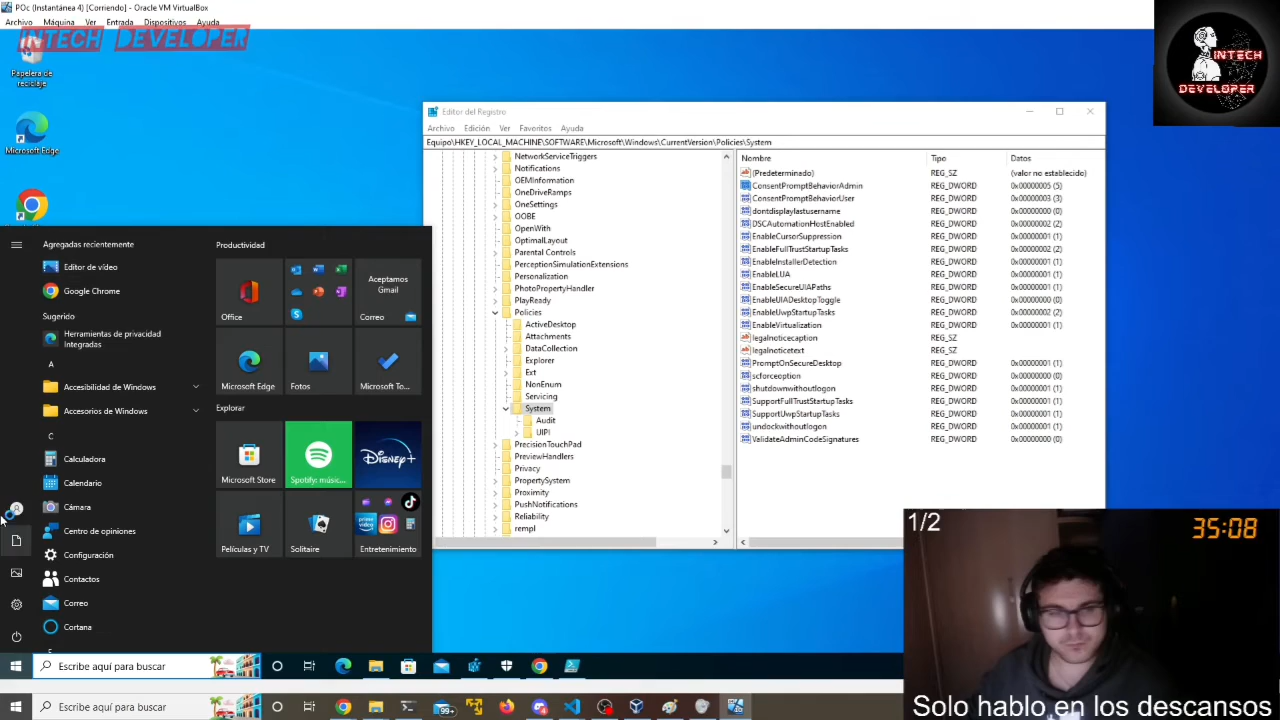 POc (Instantánea 4) [Corriendo] - Oracle VM VirtualBox
Archivo Máquina Ver Entrada Dispositivos Ayuda
INTECH DEVELOPER
INTECH
DEVELOPER
Papelera de
reciclaje
Microsoft Edge
Editor del Registro
Archivo Edición Ver Favoritos Ayuda
Equipo\HKEY_LOCAL_MACHINE\SOFTWARE\Microsoft\Windows\CurrentVersion\Policies\System
NetworkServiceTriggers
Notifications
OEMInformation
OneDriveRamps
OneSettings
OOBE
OpenWith
OptimalLayout
Parental Controls
PerceptionSimulationExtensions
Personalization
PhotoPropertyHandler
PlayReady
Policies
ActiveDesktop
Attachments
DataCollection
Explorer
Ext
NonEnum
Servicing
System
Audit
UIPI
PrecisionTouchPad
PreviewHandlers
Privacy
PropertySystem
Proximity
PushNotifications
Reliability
rempl
Nombre Tipo Datos
(Predeterminado) REG_SZ (valor no establecido)
ConsentPromptBehaviorAdmin REG_DWORD 0x00000005 (5)
ConsentPromptBehaviorUser REG_DWORD 0x00000003 (3)
dontdisplaylastusername REG_DWORD 0x00000000 (0)
DSCAutomationHostEnabled REG_DWORD 0x00000002 (2)
EnableCursorSuppression REG_DWORD 0x00000001 (1)
EnableFullTrustStartupTasks REG_DWORD 0x00000002 (2)
EnableInstallerDetection REG_DWORD 0x00000001 (1)
EnableLUA REG_DWORD 0x00000001 (1)
EnableSecureUIAPaths REG_DWORD 0x00000001 (1)
EnableUIADesktopToggle REG_DWORD 0x00000000 (0)
EnableUwpStartupTasks REG_DWORD 0x00000002 (2)
EnableVirtualization REG_DWORD 0x00000001 (1)
legalnoticecaption REG_SZ
legalnoticetext REG_SZ
PromptOnSecureDesktop REG_DWORD 0x00000001 (1)
scforceoption REG_DWORD 0x00000000 (0)
shutdownwithoutlogon REG_DWORD 0x00000001 (1)
SupportFullTrustStartupTasks REG_DWORD 0x00000001 (1)
SupportUwpStartupTasks REG_DWORD 0x00000001 (1)
undockwithoutlogon REG_DWORD 0x00000001 (1)
ValidateAdminCodeSignatures REG_DWORD 0x00000000 (0)
Agregadas recientemente
Editor de vídeo
Google Chrome
Sugerido
Herramientas de privacidad
Integradas
A
Accesibilidad de Windows
Accesorios de Windows
C
Calculadora
Calendario
Cámara
Centro de opiniones
Configuración
Contactos
Correo
Cortana
Productividad
Office
Aceptamos
Gmail
Correo
Microsoft Edge
Fotos
Microsoft To...
Explorar
Microsoft Store
Spotify: músic...
Disney+
Películas y TV
Solitaire
prime video
Entretenimiento
Escribe aquí para buscar
Escribe aquí para buscar
99+
1/2
35:08
Solo hablo en los descansos